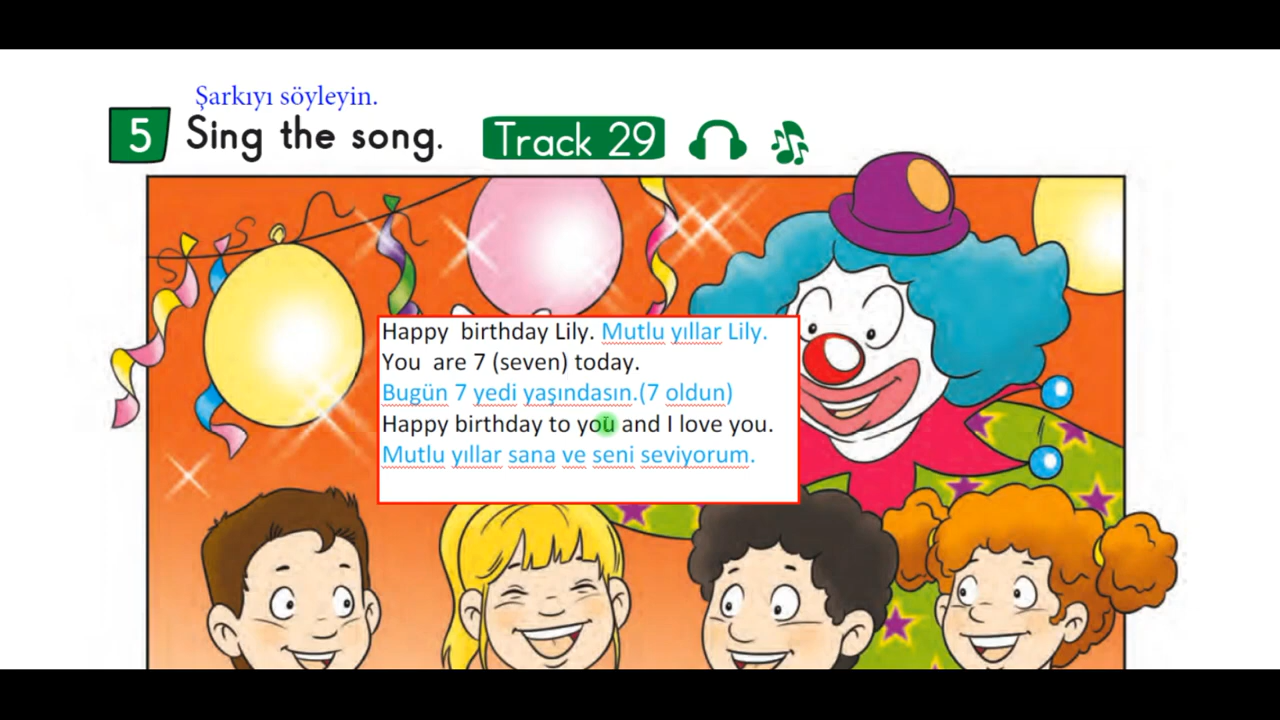 Şarkıyı söyleyin.
5 Sing the song. Track 29
Happy birthday Lily. Mutlu yıllar Lily.
You are 7 (seven) today.
Bugün 7 yedi yaşındasın.(7 oldun)
Happy birthday to you and I love you.
Mutlu yıllar sana ve seni seviyorum.